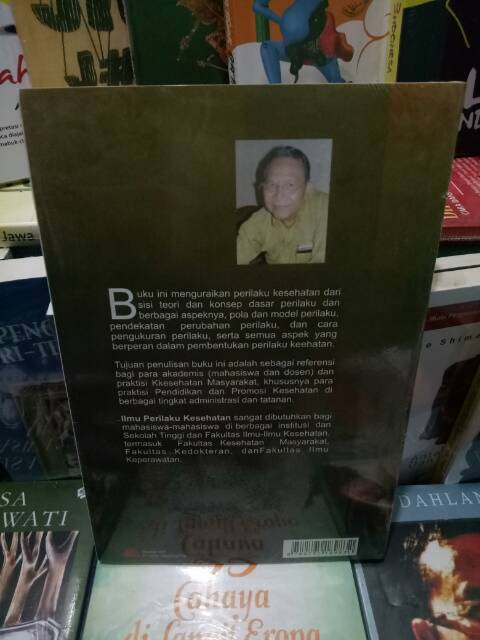 Jawa
Buku ini menguraikan perilaku kesehatan dari
sisi teori dan konsep dasar perilaku dan
berbagai aspeknya, pola dan model perilaku,
pendekatan perubahan perilaku, dan cara
pengukuran perilaku, serta semua aspek yang
berperan dalam pembentukan perilaku keehatan.
Tujuan penulisan buku ini adalah sebagai referensi
bagi para akademis (mahasiswa dan dosen) dan
praktisi Kkesehatan Masyarakat, khususnya para
praktisi Pendidikan dan Promosi Kesehatan di
berbagai tingkat administrasi dan tatanan.
Ilmu Perilaku Kesehatan sangat dibutuhkan bagi
mahasiswa-mahasiswa di berbagai institusi dan
Sekolah Tinggi dan Fakultas Ilmu-Ilmu Kesehatan,
termasuk Fakultas Kesehatan Masyarakat,
Fakultas Kedokteran, danFakultas Ilmu
Keperawatan.
DAHLAN
Cahaya
di Langit Eropa